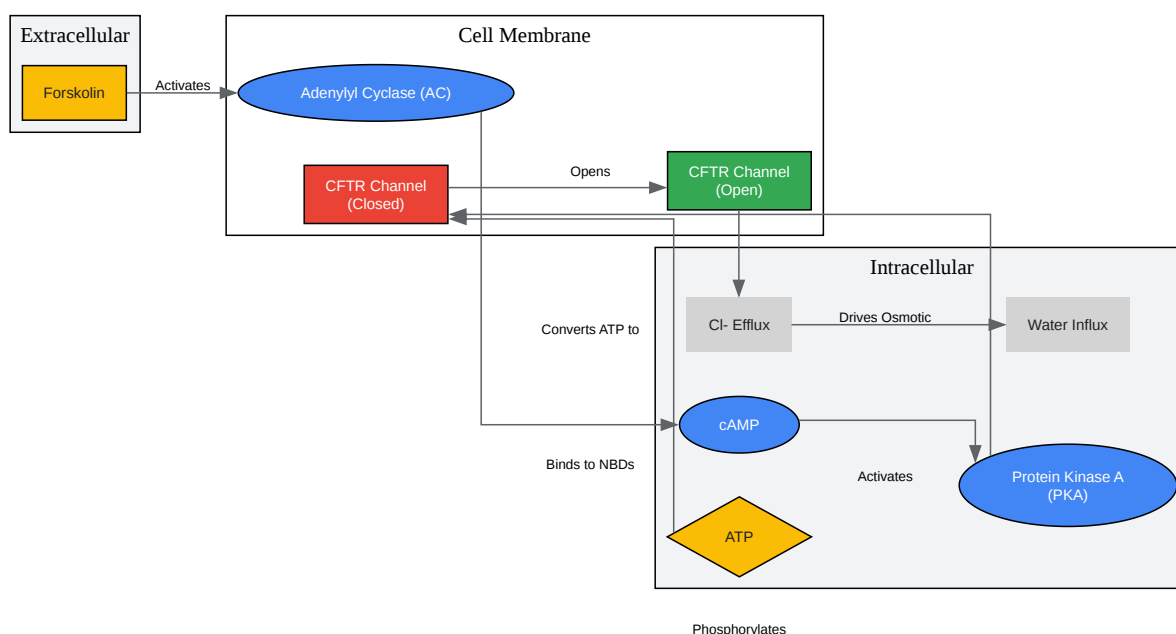 Extracellular
Cell Membrane
Forskolin
Activates
Adenylyl Cyclase (AC)
CFTR Channel
(Closed)
Opens
CFTR Channel
(Open)
Intracellular
Cl- Efflux
Drives Osmotic
Water Influx
Converts ATP to
cAMP
Binds to NBDs
Activates
Protein Kinase A
(PKA)
ATP
Phosphorylates